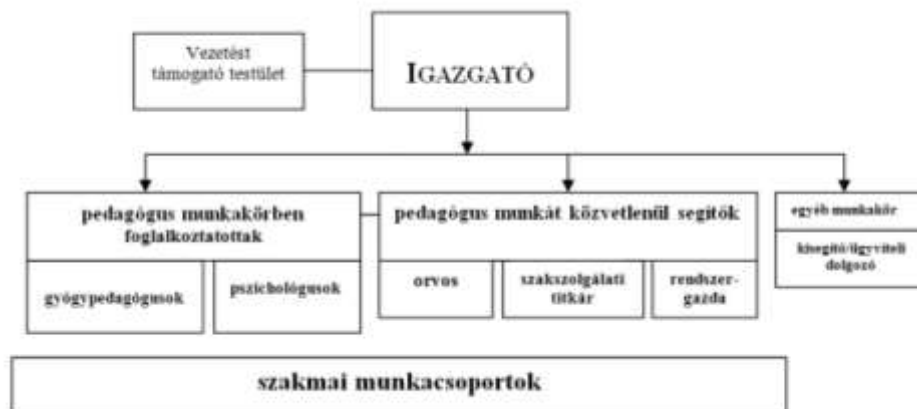 Vezetést
támogató testület
IGAZGATÓ
pedagógus munkakörben
foglalkoztatottak
pedagógus munkát közvetlenül segítők
egyéb munkakör
gyógypedagógusok
pszichológusok
orvos
szakszolgálati
titkár
rendszer-
gazda
kisegítő/ügyviteli
dolgozó
szakmai munkacsoportok